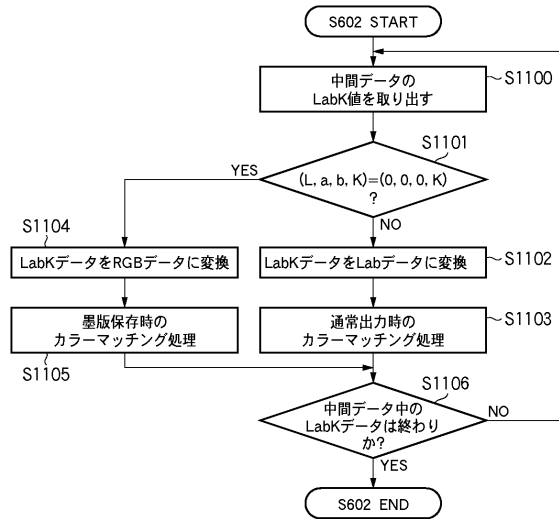 S602 START
中間データの
LabK値を取り出す
S1100
S1101
(L, a, b, K)=(0, 0, 0, K)
?
YES
NO
S1104
LabKデータをRGBデータに変換
LabKデータをLabデータに変換
S1102
墨版保存時の
カラーマッチング処理
S1105
通常出力時の
カラーマッチング処理
S1103
S1106
中間データ中の
LabKデータは終わり
か?
NO
YES
S602 END